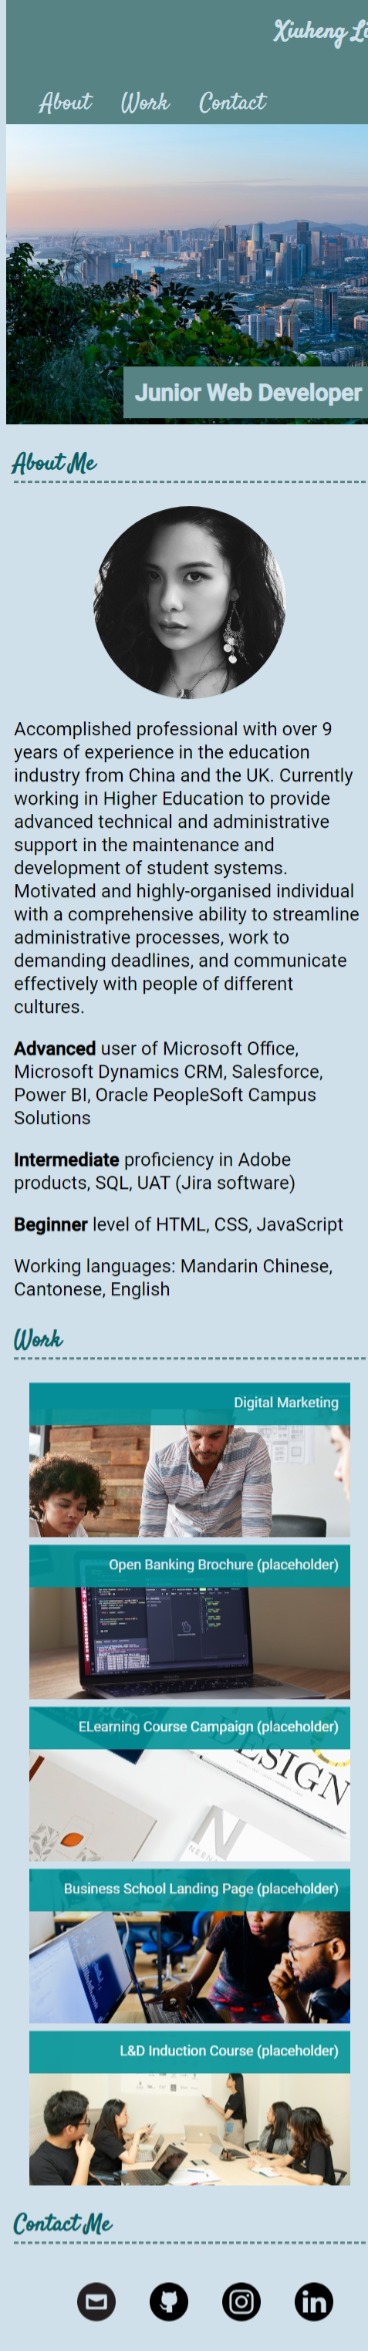 Xiuheng Li
About Work Contact
Junior Web Developer
About Me
Accomplished professional with over 9
years of experience in the education
industry from China and the UK. Currently
working in Higher Education to provide
advanced technical and administrative
support in the maintenance and
development of student systems.
Motivated and highly-organised individual
with a comprehensive ability to streamline
administrative processes, work to
demanding deadlines, and communicate
effectively with people of different
cultures.
Advanced user of Microsoft Office,
Microsoft Dynamics CRM, Salesforce,
Power BI, Oracle PeopleSoft Campus
Solutions
Intermediate proficiency in Adobe
products, SQL, UAT (Jira software)
Beginner level of HTML, CSS, JavaScript
Working languages: Mandarin Chinese,
Cantonese, English
Work
Digital Marketing
Open Banking Brochure (placeholder)
ELearning Course Campaign (placeholder)
DESIGN
N
Business School Landing Page (placeholder)
L&D Induction Course (placeholder)
Contact Me
in